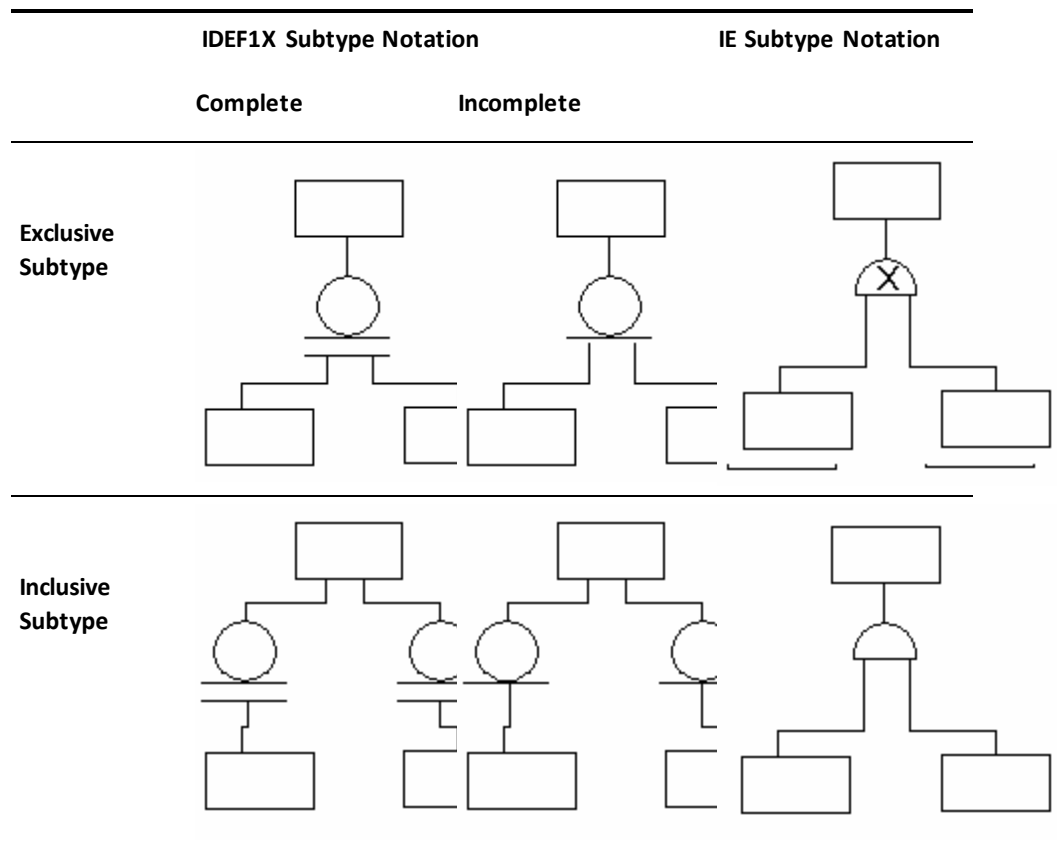 IDEF1X Subtype Notation IE Subtype Notation
Complete Incomplete
Exclusive
Subtype
X
Inclusive
Subtype